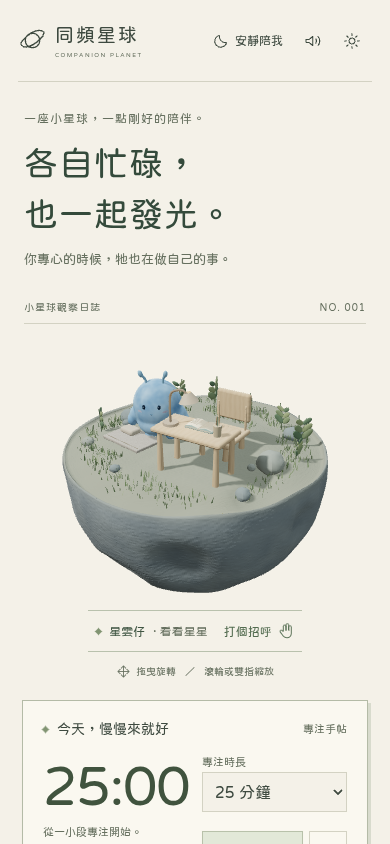 同頻星球
COMPANION PLANET
安靜陪我
一座小星球，一點剛好的陪伴。
各自忙碌，
也一起發光。
你專心的時候，牠也在做自己的事。
小星球觀察日誌
NO. 001
星雲仔 · 看看星星
打個招呼
拖曳旋轉 / 滾輪或雙指縮放
今天，慢慢來就好
專注手帖
25:00
專注時長
25 分鐘
從一小段專注開始。